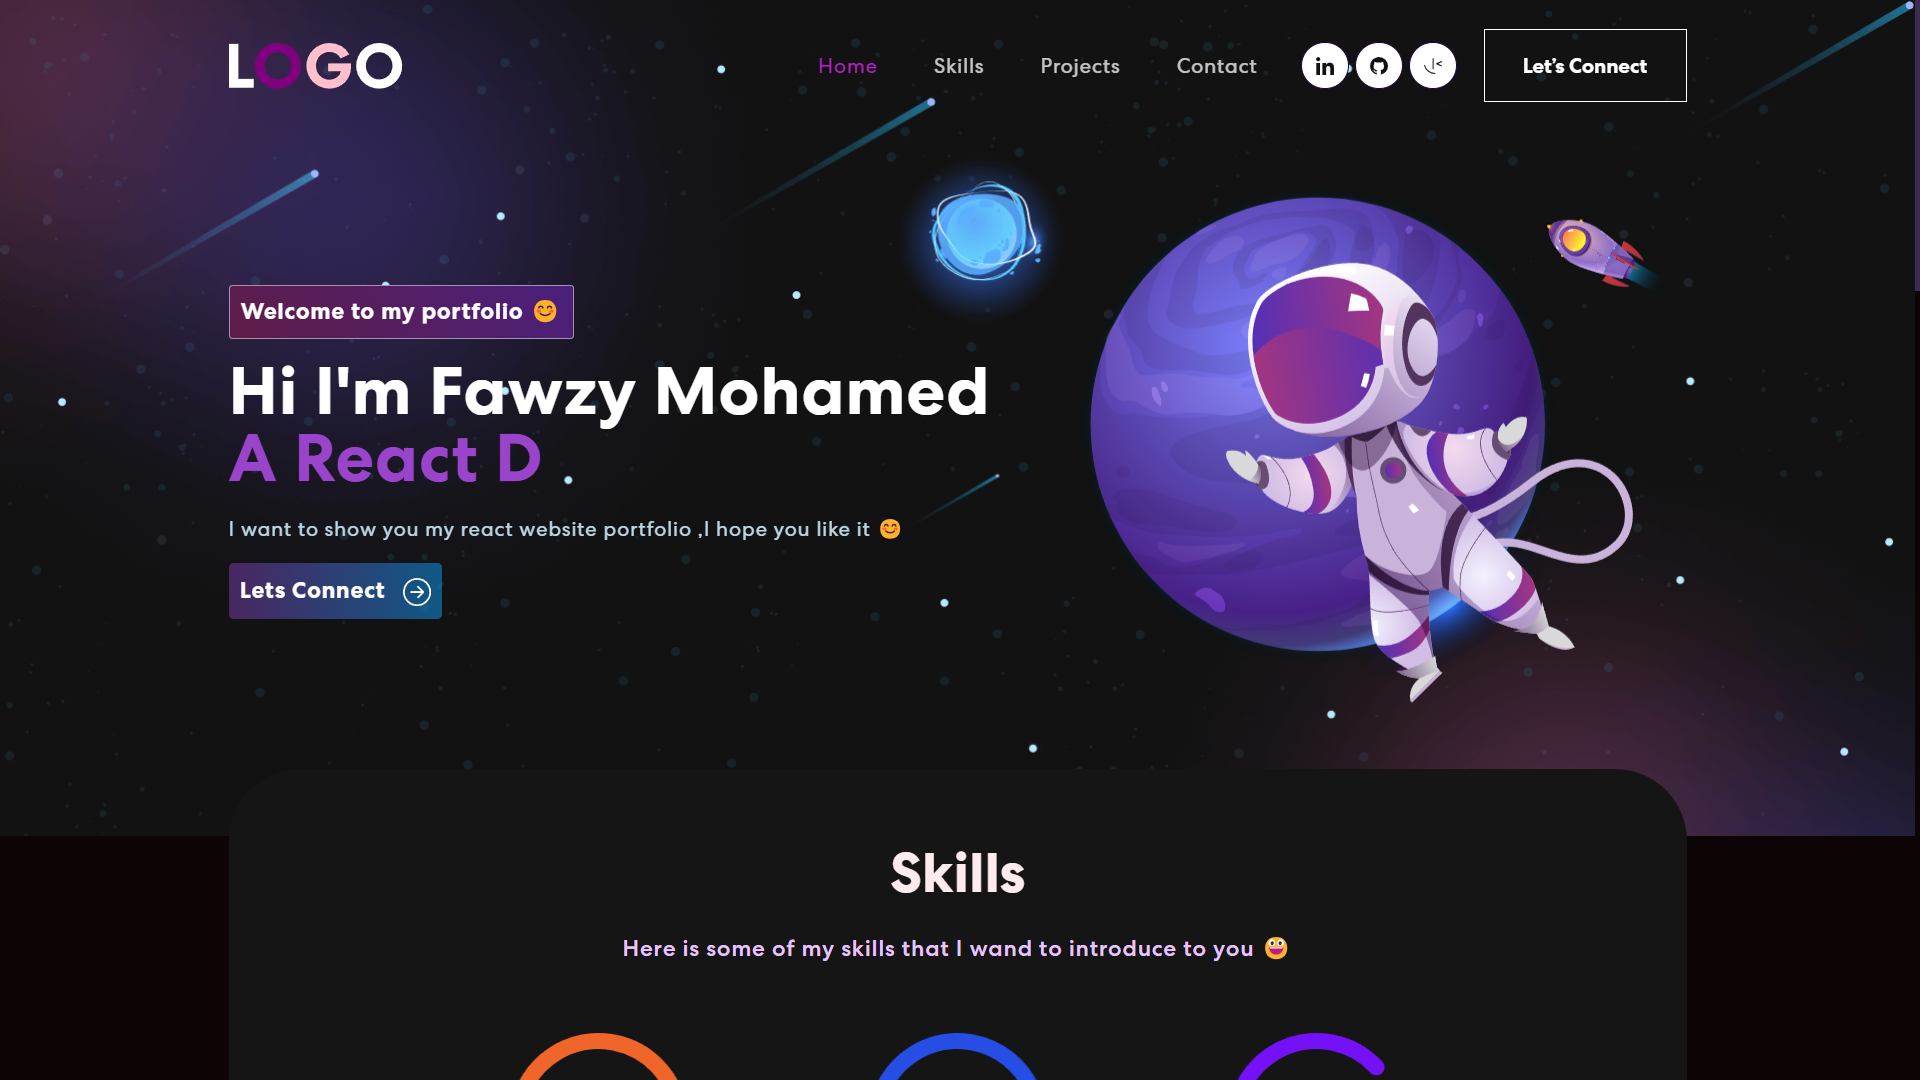 LOGO
Home
Skills
Projects
Contact
in
Let's Connect
Welcome to my portfolio 😊
Hi I'm Fawzy Mohamed
A React D
I want to show you my react website portfolio ,I hope you like it 😊
Lets Connect
Skills
Here is some of my skills that I wand to introduce to you 😃